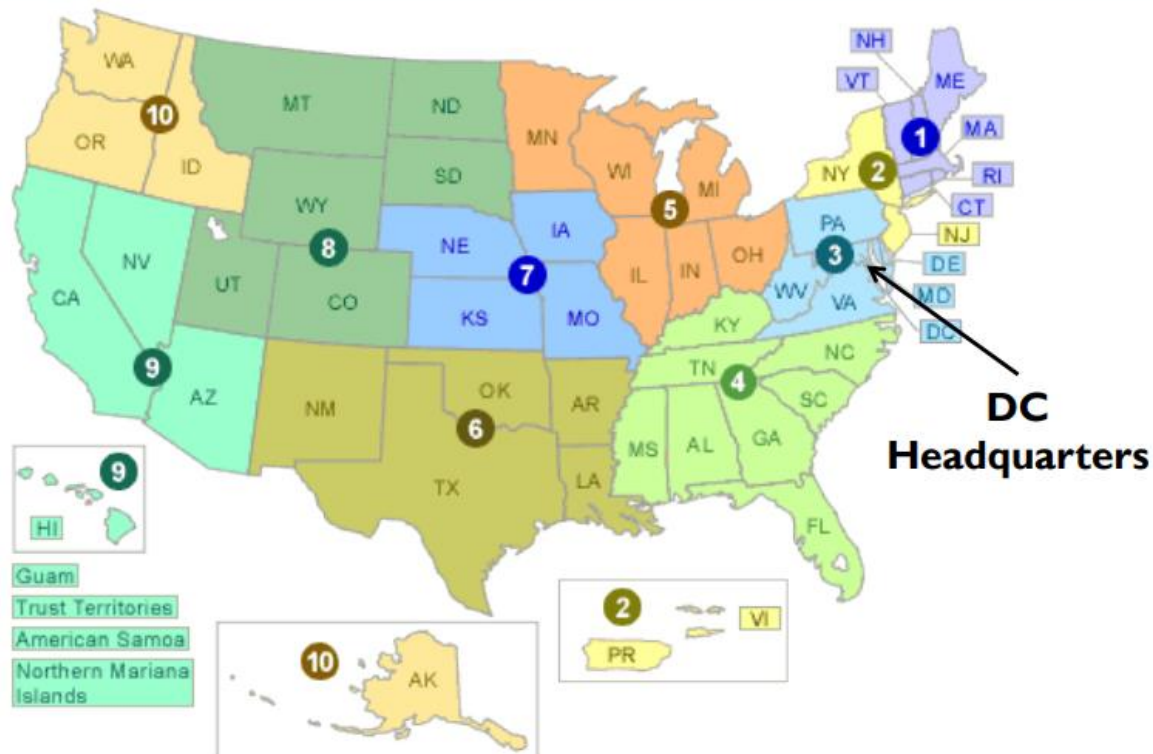 WA
OR
ID
10
MT
ND
SD
WY
UT
CO
8
CA
NV
AZ
9
NE
IA
KS
MO
7
MN
WI
MI
IL
IN
OH
5
NM
OK
TX
AR
LA
6
KY
TN
NC
SC
MS
AL
GA
FL
4
PA
WV
VA
3
DE
MD
DC
NY
2
NJ
NH
VT
ME
1
MA
RI
CT
DC
Headquarters
9
HI
Guam
Trust Territories
American Samoa
Northern Mariana
Islands
10
AK
2
VI
PR